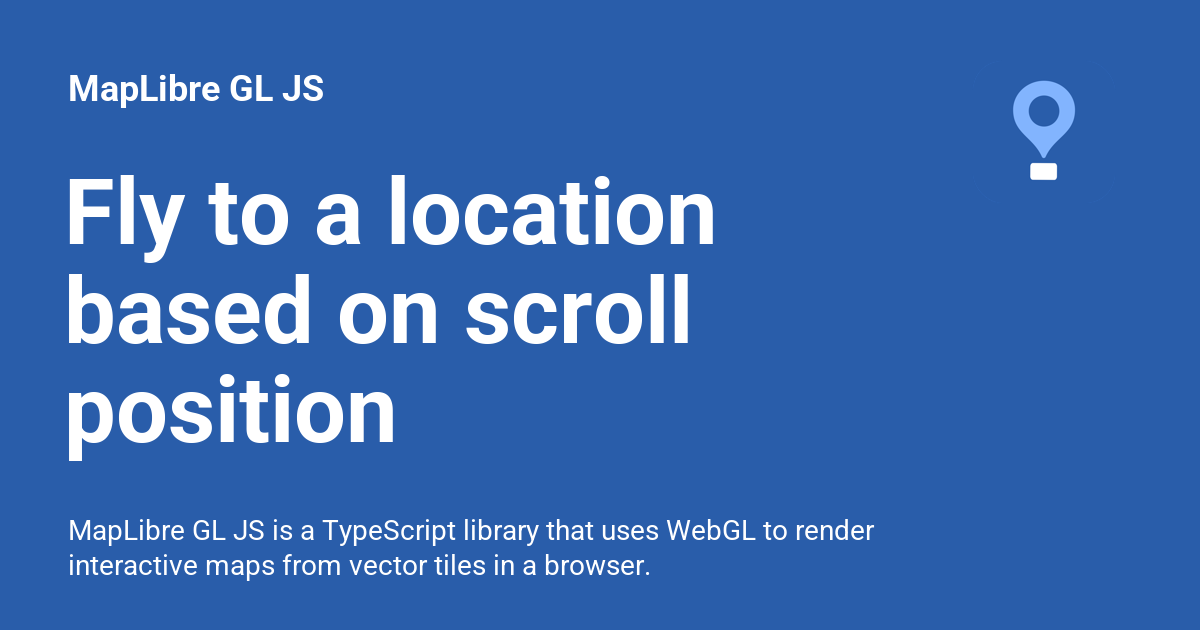 MapLibre GL JS
Fly to a location
based on scroll
position
MapLibre GL JS is a TypeScript library that uses WebGL to render
interactive maps from vector tiles in a browser.